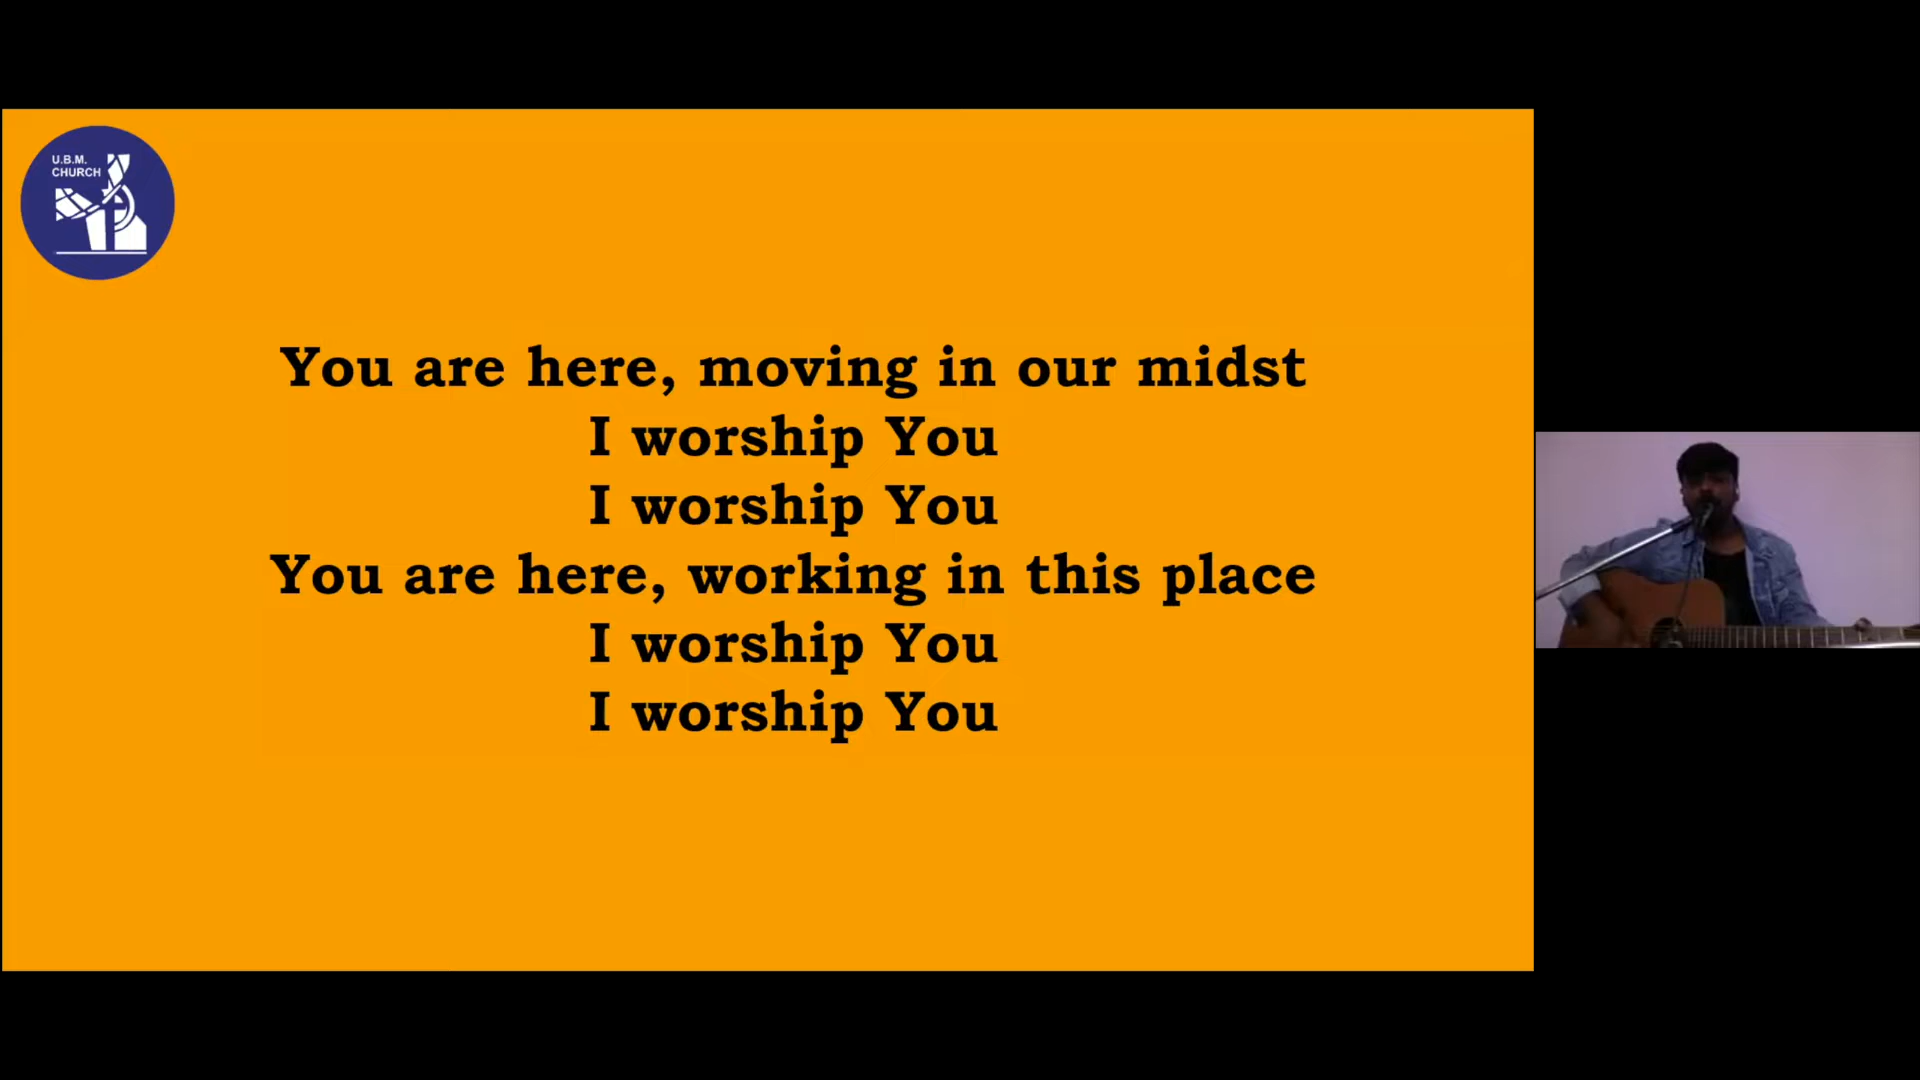 U.B.M.
CHURCH
You are here, moving in our midst
I worship You
I worship You
You are here, working in this place
I worship You
I worship You